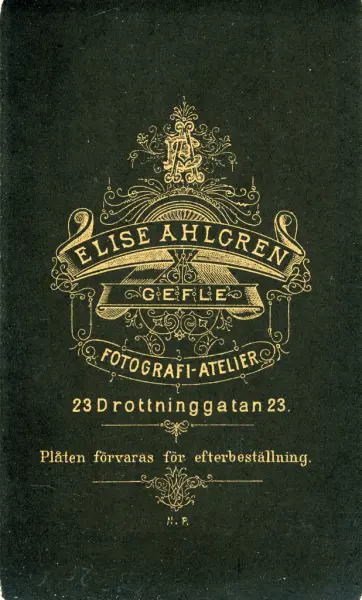 ELISE AHLGREN
GEFLE
FOTOGRAFI-ATELIER
23 Drottninggatan 23.
Plåten förvaras för efterbeställning.